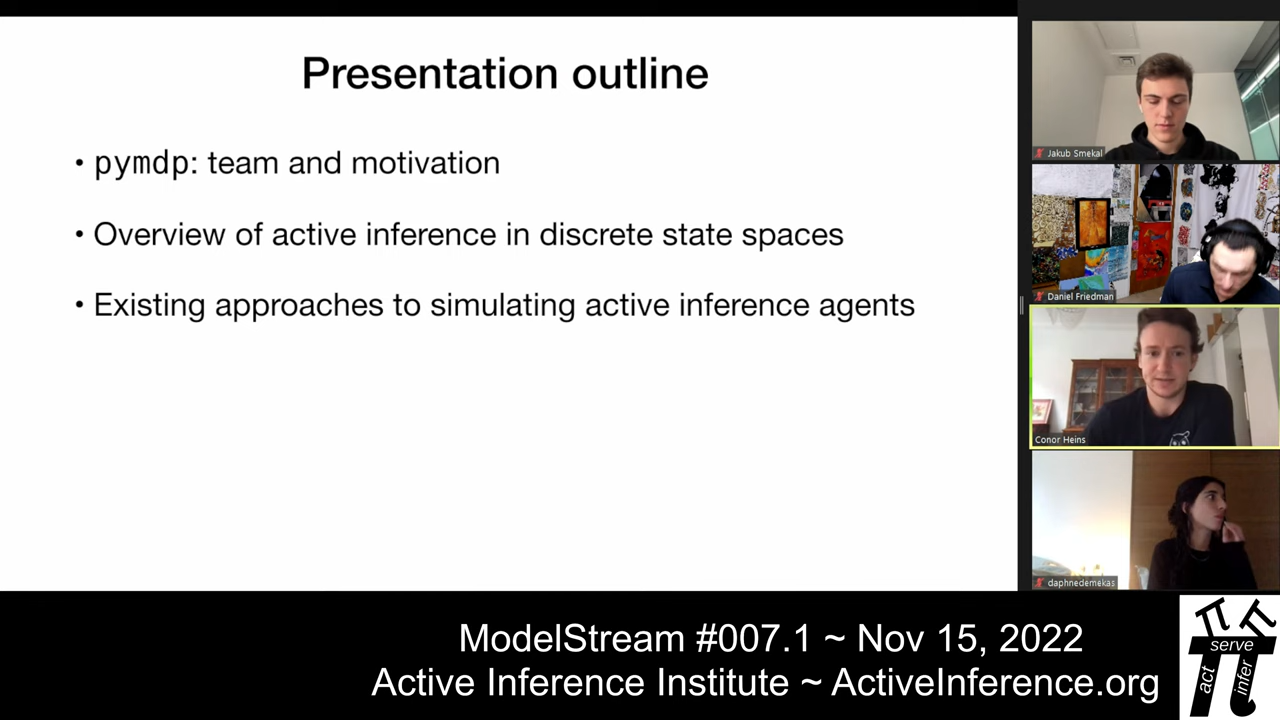 Presentation outline
• pymdp: team and motivation
• Overview of active inference in discrete state spaces
• Existing approaches to simulating active inference agents
Jakub Smekal
Daniel Friedman
Conor Heins
daphnedemekas
ModelStream #007.1 ~ Nov 15, 2022
Active Inference Institute ~ ActiveInference.org
π π
π
serve
act
infer